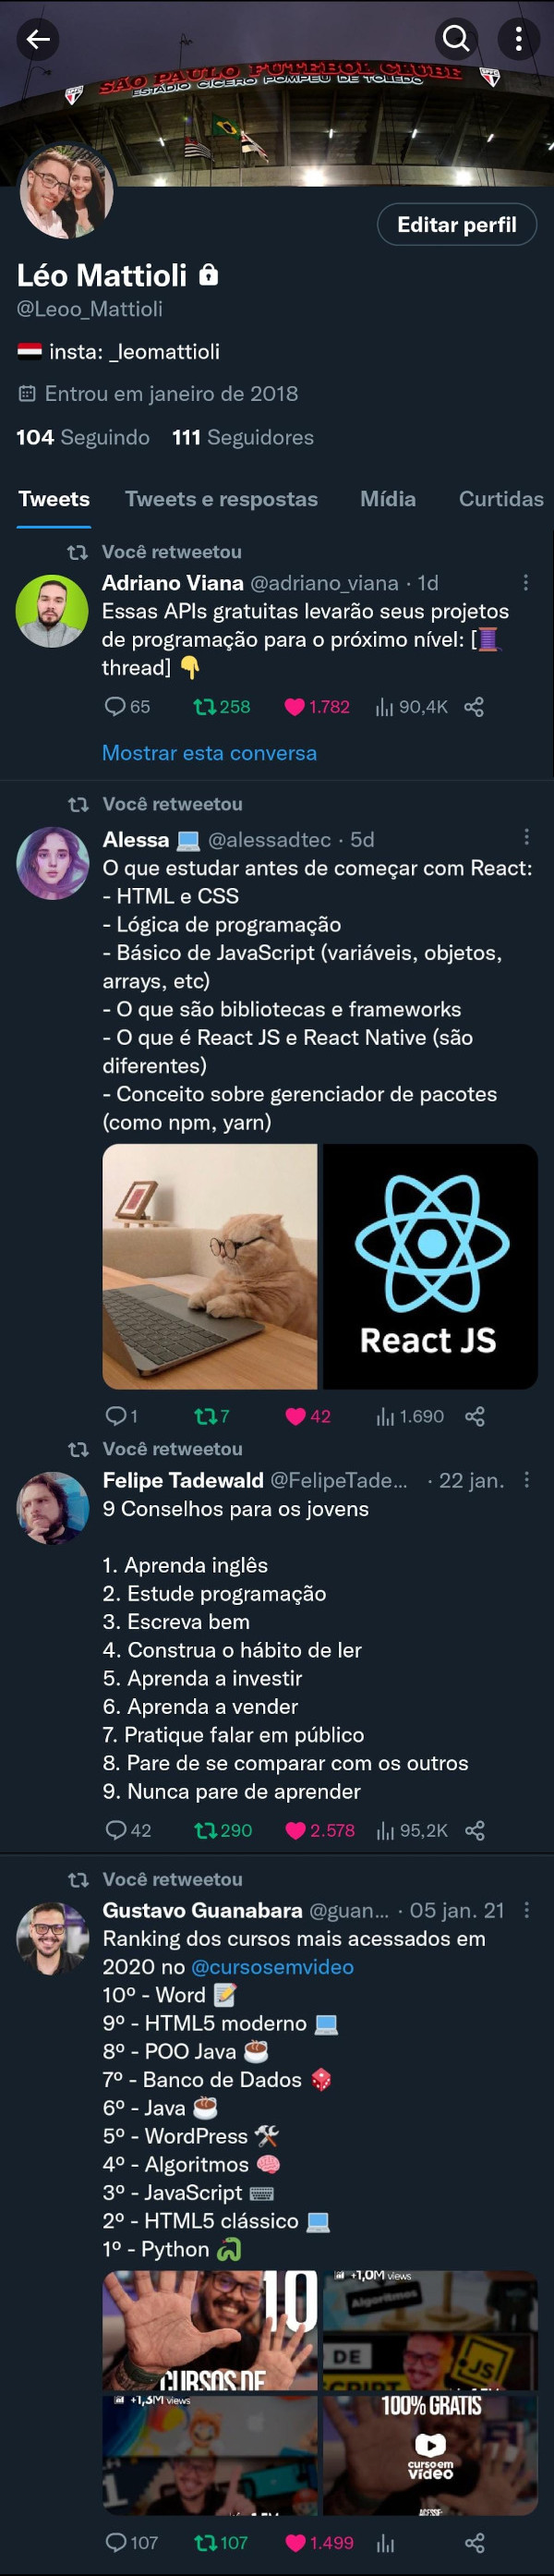 SÃO PAULO FUTEBOL CLUBE
ESTÁDIO CÍCERO POMPEU DE TOLEDO
Editar perfil
Léo Mattioli
@Leoo_Mattioli
insta: _leomattioli
Entrou em janeiro de 2018
104 Seguindo 111 Seguidores
Tweets Tweets e respostas Mídia Curtidas
Você retweetou
Adriano Viana @adriano_viana · 1d
Essas APIs gratuitas levarão seus projetos
de programação para o próximo nível: [🧵
thread] 👇
65 258 1.782 90,4K
Mostrar esta conversa
Você retweetou
Alessa 💻 @alessadtec · 5d
O que estudar antes de começar com React:
- HTML e CSS
- Lógica de programação
- Básico de JavaScript (variáveis, objetos,
arrays, etc)
- O que são bibliotecas e frameworks
- O que é React JS e React Native (são
diferentes)
- Conceito sobre gerenciador de pacotes
(como npm, yarn)
React JS
1 7 42 1.690
Você retweetou
Felipe Tadewald @FelipeTade... · 22 jan.
9 Conselhos para os jovens
1. Aprenda inglês
2. Estude programação
3. Escreva bem
4. Construa o hábito de ler
5. Aprenda a investir
6. Aprenda a vender
7. Pratique falar em público
8. Pare de se comparar com os outros
9. Nunca pare de aprender
42 290 2.578 95,2K
Você retweetou
Gustavo Guanabara @guan... · 05 jan. 21
Ranking dos cursos mais acessados em
2020 no @cursosemvideo
10º - Word 📝
9º - HTML5 moderno 💻
8º - POO Java ☕
7º - Banco de Dados 🎲
6º - Java ☕
5º - WordPress 🛠
4º - Algoritmos 🧠
3º - JavaScript ⌨
2º - HTML5 clássico 💻
1º - Python 🐍
10
CURSOS DE
+1,0M views
Algoritmos
DE
CRIPT
JS
+1,3M views
100% GRATIS
curso em
vídeo
ACESSE
107 107 1.499